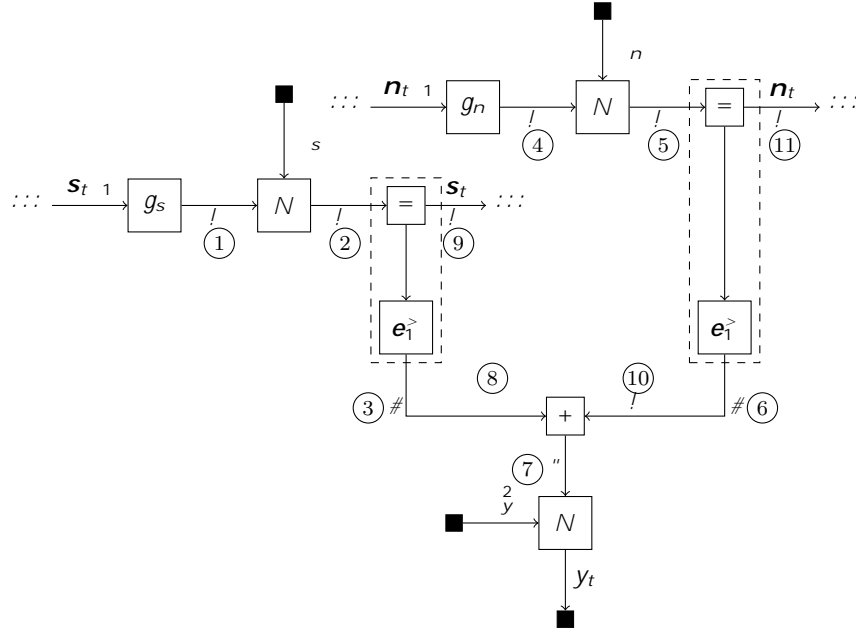 n
n_t 1
g_n
N
=
n_t
! ④
! ⑤
! ⑪
s
s_t 1
g_s
N
=
s_t
! ①
! ②
! ⑨
e_1^>
e_1^>
⑧
⑩
③ #
!
# ⑥
+
⑦ "
2
y
N
y_t